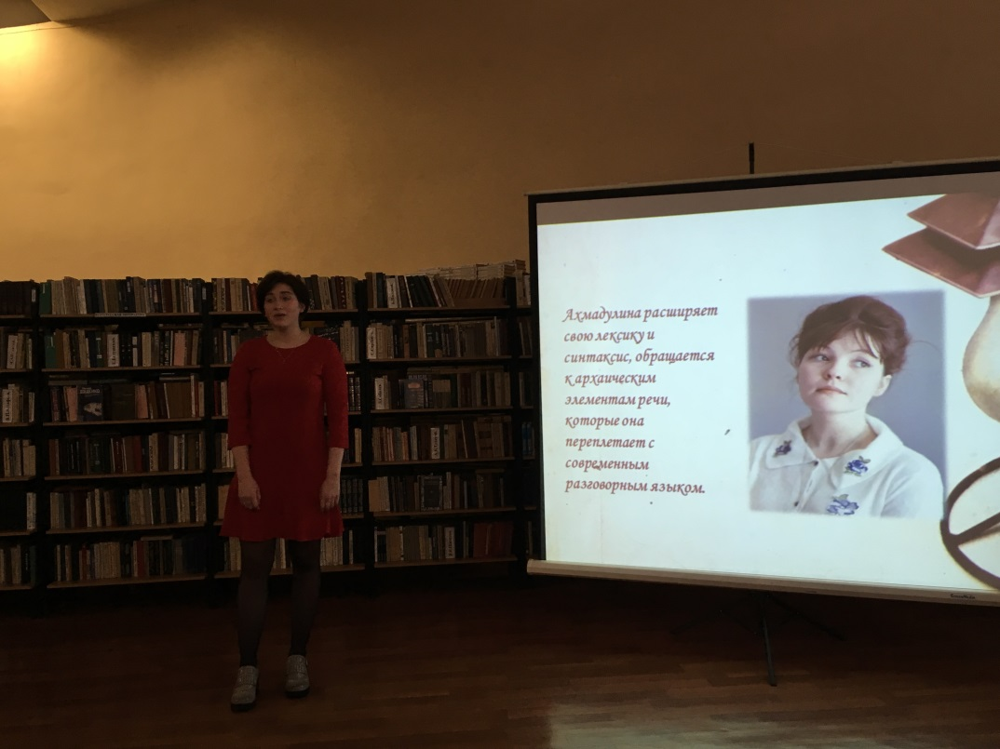 Ахмадулина расширяет
свою лексику и
синтаксис, обращается
к архаическим
элементам речи,
которые она
переплетает с
современным
разговорным языком.